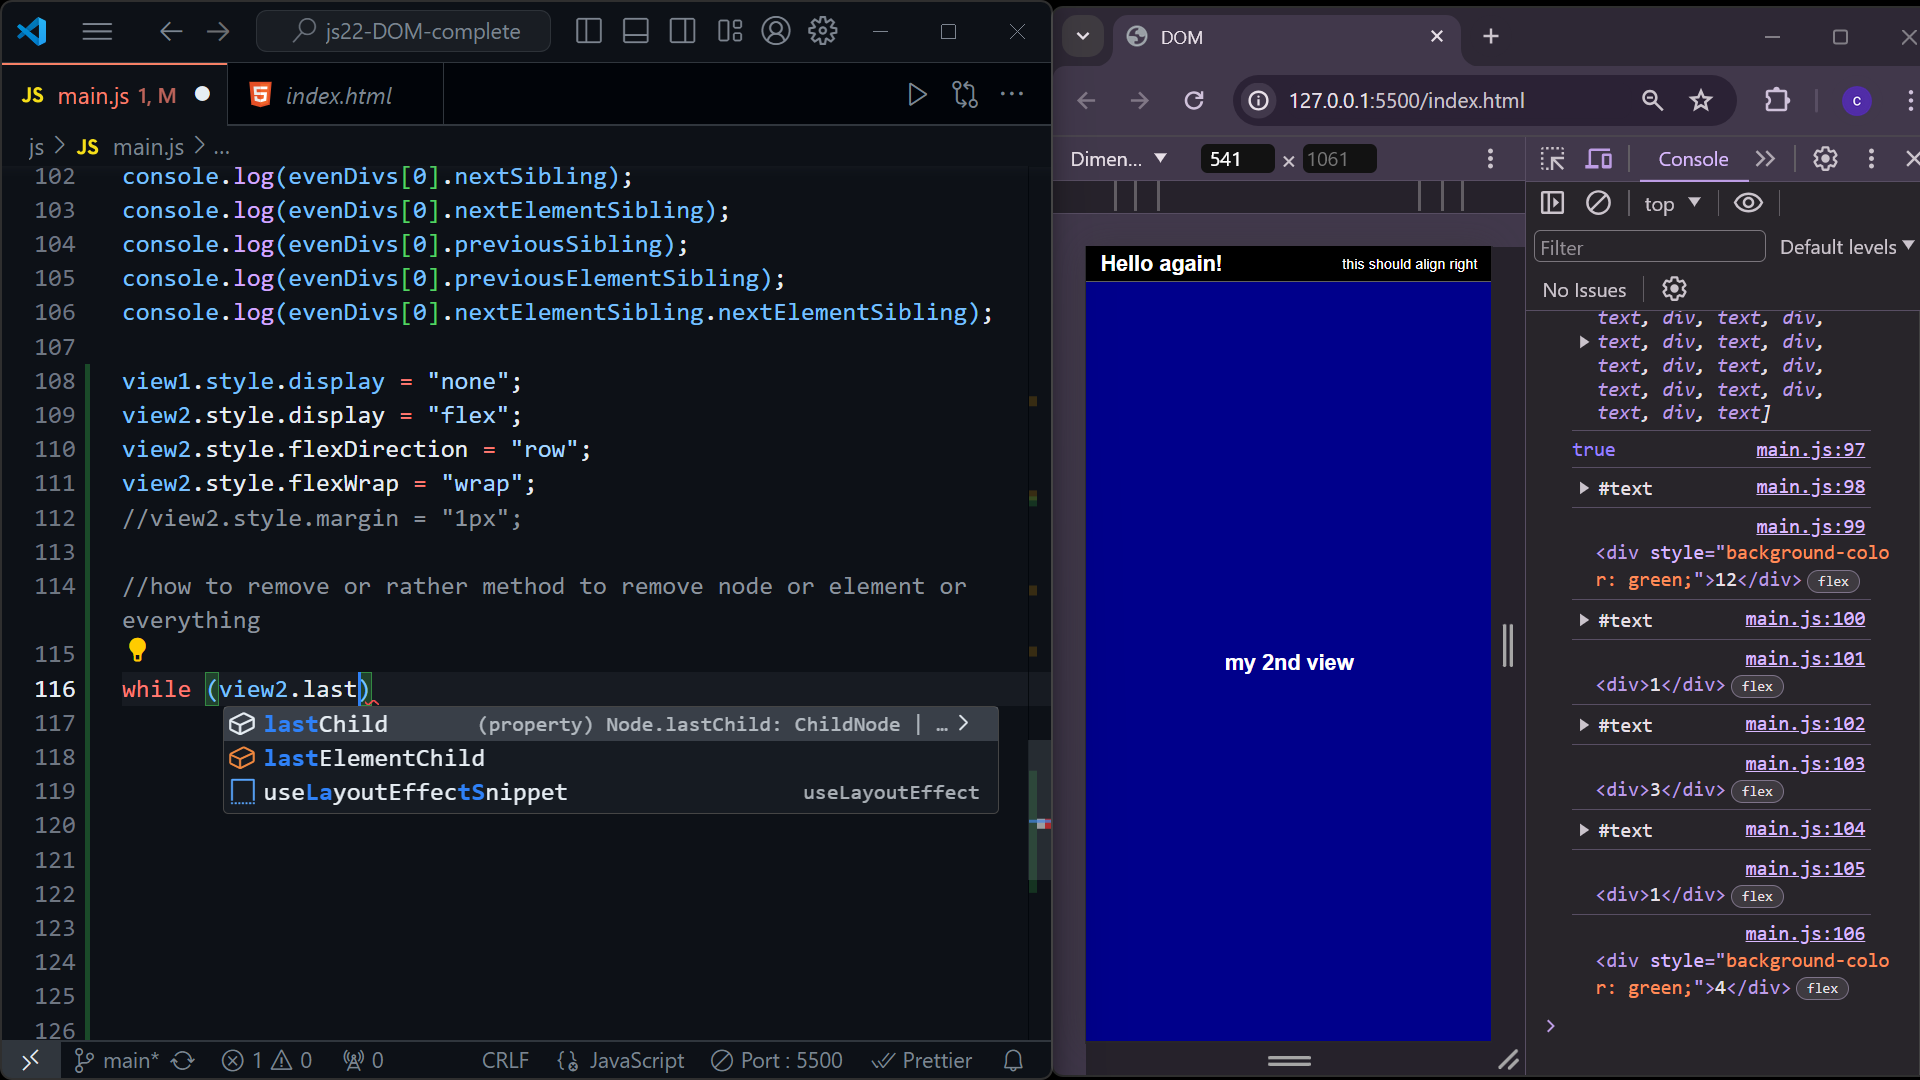 js22-DOM-complete
JS main.js 1, M
index.html
js > JS main.js > ...
102 console.log(evenDivs[0].nextSibling);
103 console.log(evenDivs[0].nextElementSibling);
104 console.log(evenDivs[0].previousSibling);
105 console.log(evenDivs[0].previousElementSibling);
106 console.log(evenDivs[0].nextElementSibling.nextElementSibling);
107
108 view1.style.display = "none";
109 view2.style.display = "flex";
110 view2.style.flexDirection = "row";
111 view2.style.flexWrap = "wrap";
112 //view2.style.margin = "1px";
113
114 //how to remove or rather method to remove node or element or
everything
115
116 while (view2.last)
117 lastChild (property) Node.lastChild: ChildNode | … >
118 lastElementChild
119 useLayoutEffectSnippet useLayoutEffect
120
121
122
123
124
125
126
main* 1 0 0 CRLF {} JavaScript Port : 5500 Prettier
DOM
127.0.0.1:5500/index.html
c
Dimen... 541 × 1061
Hello again! this should align right
my 2nd view
Console
top
Filter
Default levels
No Issues
text, div, text, div,
text, div, text, div,
text, div, text, div,
text, div, text, div,
text, div, text]
true main.js:97
#text main.js:98
main.js:99
<div style="background-colo
r: green;">12</div> flex
#text main.js:100
main.js:101
<div>1</div> flex
#text main.js:102
main.js:103
<div>3</div> flex
#text main.js:104
main.js:105
<div>1</div> flex
main.js:106
<div style="background-colo
r: green;">4</div> flex
>